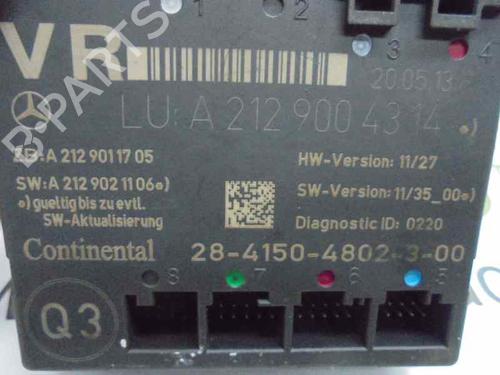 1 2
VR
3 4
20.05.13
LU: A 212 900 43 14 *)
ZB: A 212 901 17 05
HW-Version: 11/27
SW: A 212 902 11 06*)
SW-Version: 11/35_00*)
*) gueltig bis zu evtl.
SW-Aktualisierung
Diagnostic ID: 0220
Continental 28-4150-4802-3-00
8 7 6 5
Q3
B-PARTS